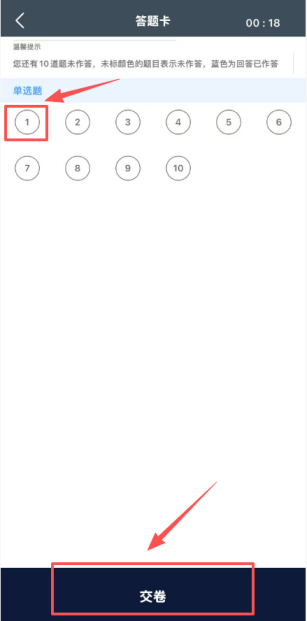 答题卡 00:18
温馨提示
您还有10道题未作答，未标颜色的题目表示未作答，蓝色为回答已作答
单选题
1 2 3 4 5 6
7 8 9 10
交卷